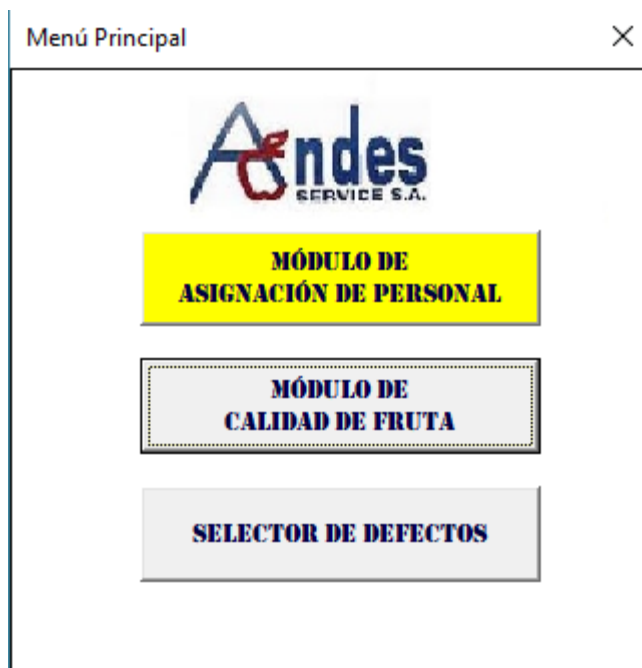 Menú Principal
Andes
SERVICE S.A.
MÓDULO DE
ASIGNACIÓN DE PERSONAL
MÓDULO DE
CALIDAD DE FRUTA
SELECTOR DE DEFECTOS